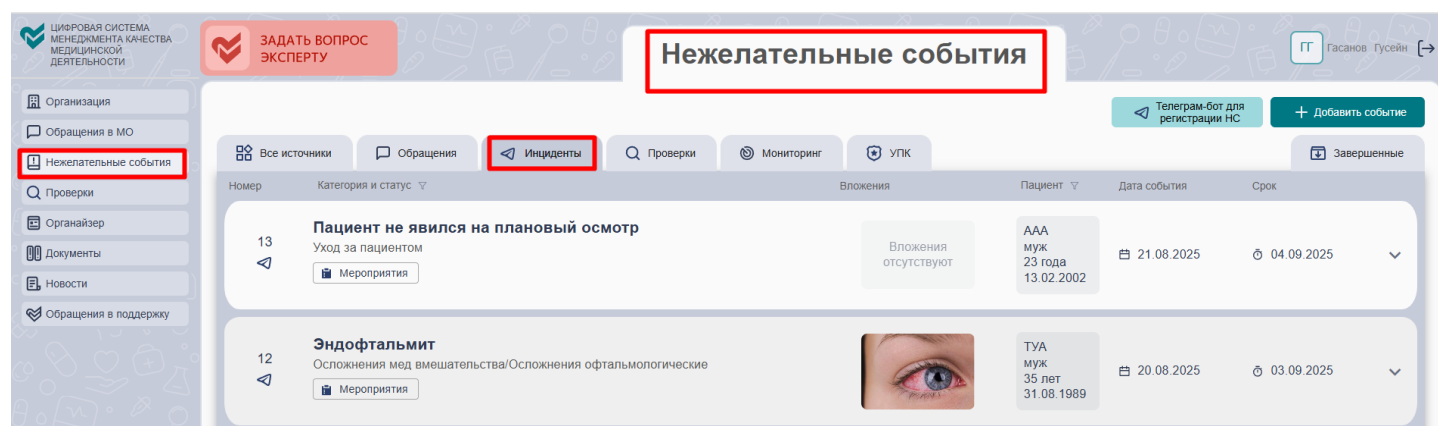 ЦИФРОВАЯ СИСТЕМА
МЕНЕДЖМЕНТА КАЧЕСТВА
МЕДИЦИНСКОЙ
ДЕЯТЕЛЬНОСТИ
ЗАДАТЬ ВОПРОС
ЭКСПЕРТУ
Нежелательные события
ГГ Гасанов Гусейн
Организация
Обращения в МО
Нежелательные события
Проверки
Органайзер
Документы
Новости
Обращения в поддержку
Телеграм-бот для
регистрации НС
Добавить событие
Все источники Обращения Инциденты Проверки Мониторинг УПК Завершенные
Номер Категория и статус Вложения Пациент Дата события Срок
13
Пациент не явился на плановый осмотр
Уход за пациентом
Мероприятия
Вложения
отсутствуют
ААА
муж
23 года
13.02.2002
21.08.2025
04.09.2025
12
Эндофтальмит
Осложнения мед вмешательства/Осложнения офтальмологические
Мероприятия
ТУА
муж
35 лет
31.08.1989
20.08.2025
03.09.2025